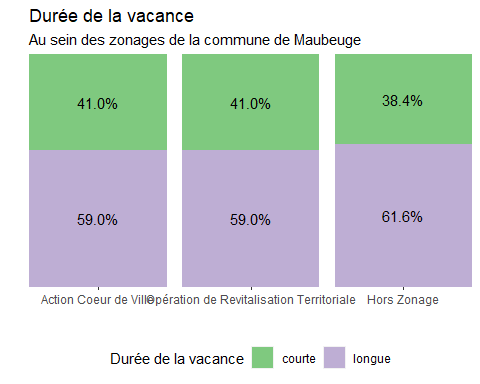 Durée de la vacance
Au sein des zonages de la commune de Maubeuge
41.0% 41.0% 38.4%
59.0% 59.0% 61.6%
Action Coeur de Ville Opération de Revitalisation Territoriale Hors Zonage
Durée de la vacance courte longue